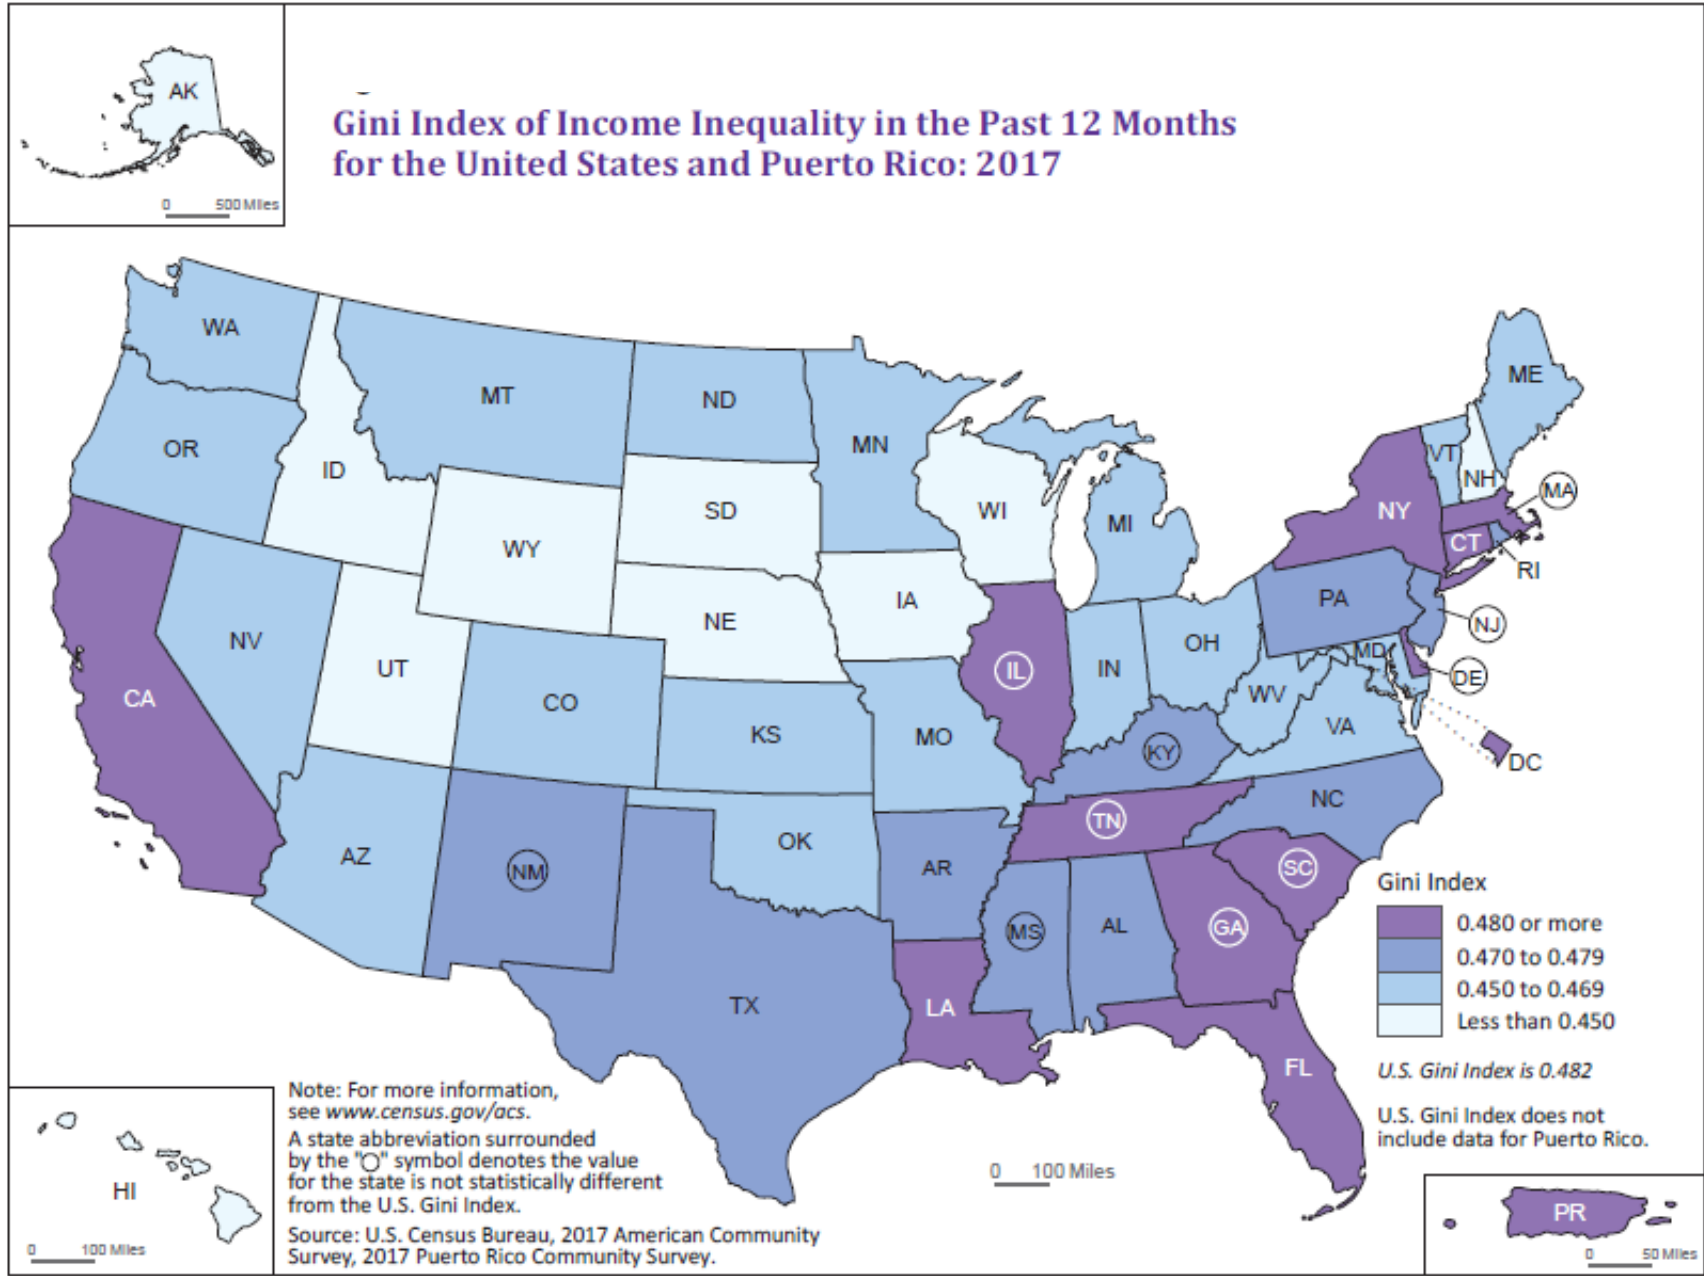 AK
0 500 Miles
Gini Index of Income Inequality in the Past 12 Months
for the United States and Puerto Rico: 2017
WA
MT
ND
MN
ME
OR
ID
SD
WI
MI
VT
NH
NY
MA
WY
CT
RI
IA
NE
PA
NJ
NV
UT
CO
IL
IN
OH
MD
DE
CA
KS
MO
WV
VA
KY
DC
NC
TN
AZ
NM
OK
AR
SC
MS
AL
GA
TX
LA
FL
Gini Index
0.480 or more
0.470 to 0.479
0.450 to 0.469
Less than 0.450
U.S. Gini Index is 0.482
U.S. Gini Index does not
include data for Puerto Rico.
0 100 Miles
Note: For more information,
see www.census.gov/acs.
A state abbreviation surrounded
by the "○" symbol denotes the value
for the state is not statistically different
from the U.S. Gini Index.
Source: U.S. Census Bureau, 2017 American Community
Survey, 2017 Puerto Rico Community Survey.
HI
0 100 Miles
PR
0 50 Miles